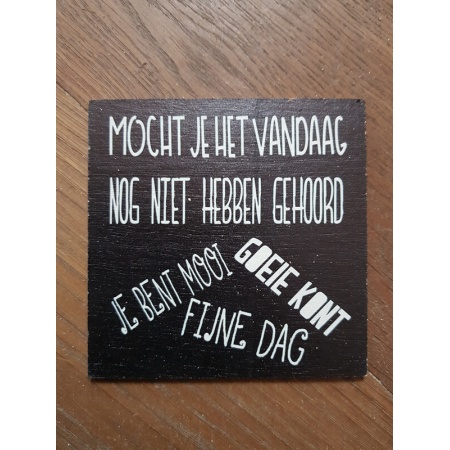 MOCHT JE HET VANDAAG
NOG NIET HEBBEN GEHOORD
JE BENT MOOI
GOEIE KONT
FIJNE DAG